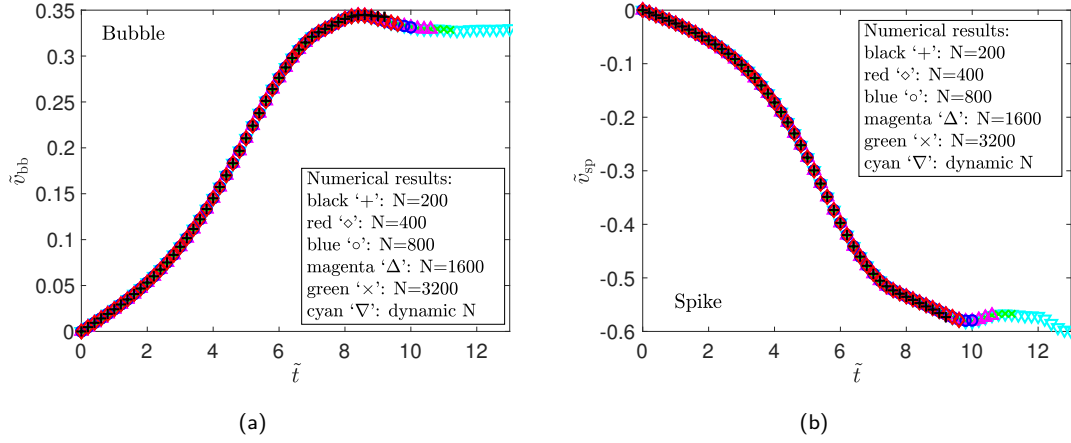 Bubble
0.35
0.3
0.25
0.2
0.15
0.1
0.05
0
ṽbb
Numerical results:
black ‘+’: N=200
red ‘⋄’: N=400
blue ‘○’: N=800
magenta ‘Δ’: N=1600
green ‘×’: N=3200
cyan ‘∇’: dynamic N
0 2 4 6 8 10 12
t̃
(a)
0
-0.1
-0.2
-0.3
-0.4
-0.5
-0.6
ṽsp
Numerical results:
black ‘+’: N=200
red ‘⋄’: N=400
blue ‘○’: N=800
magenta ‘Δ’: N=1600
green ‘×’: N=3200
cyan ‘∇’: dynamic N
Spike
0 2 4 6 8 10 12
t̃
(b)